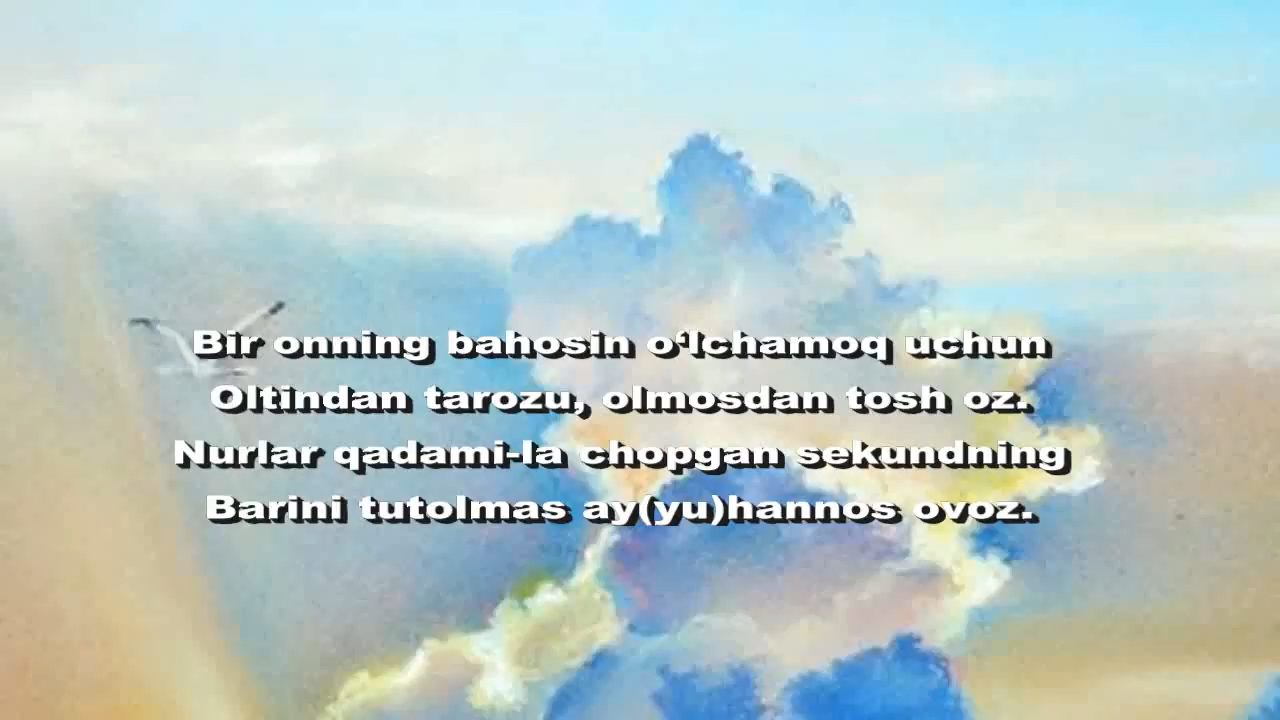 Bir onning bahosin o‘lchamoq uchun
Oltindan tarozu, olmosdan tosh oz.
Nurlar qadami-la chopgan sekundning
Barini tutolmas ay(yu)hannos ovoz.